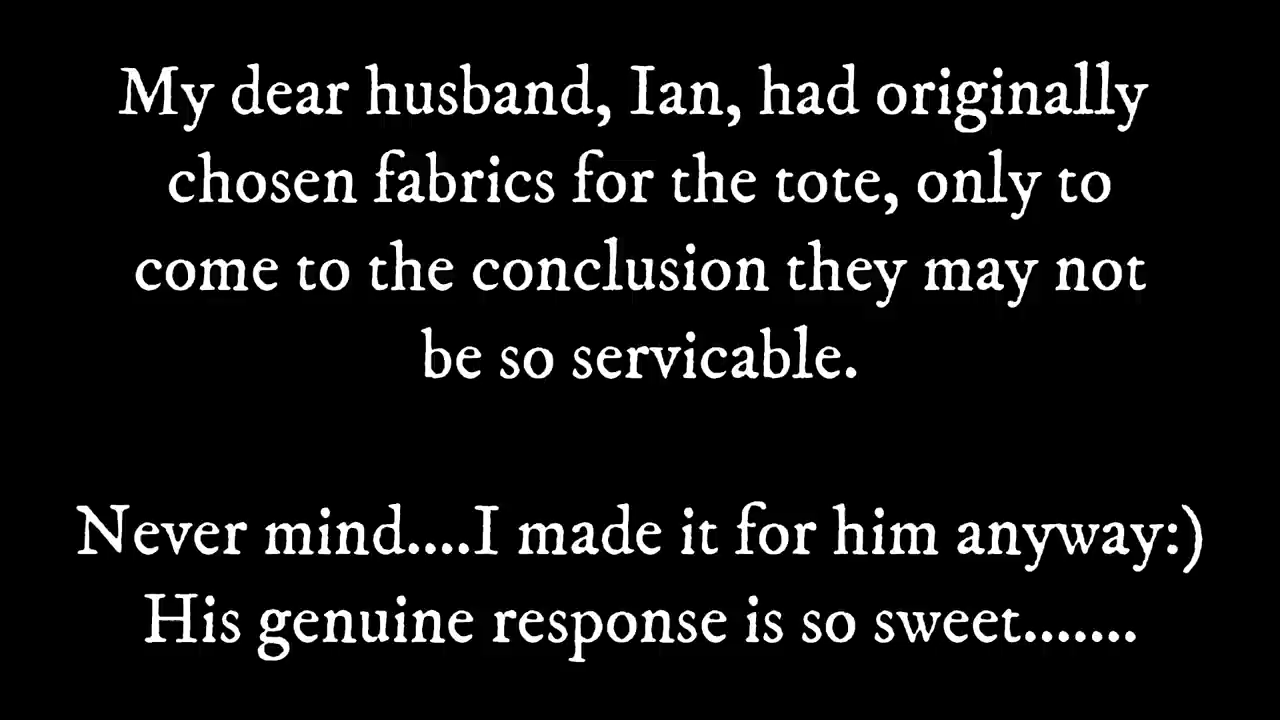 My dear husband, Ian, had originally
chosen fabrics for the tote, only to
come to the conclusion they may not
be so servicable.
Never mind....I made it for him anyway:)
His genuine response is so sweet.......